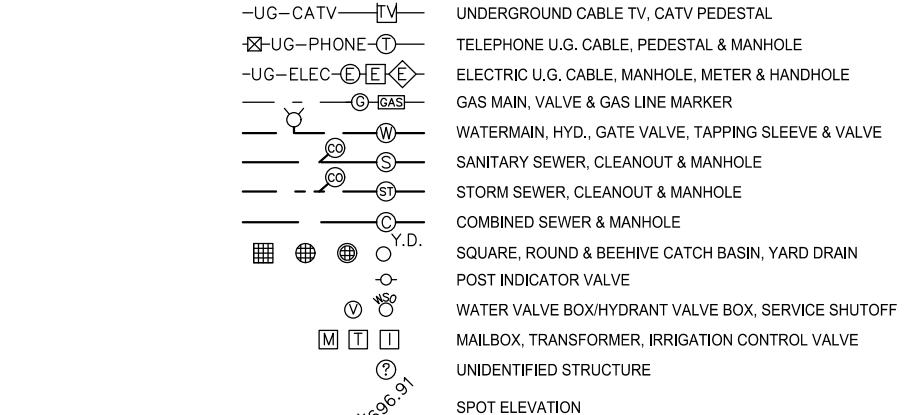 -UG-CATV- TV UNDERGROUND CABLE TV, CATV PEDESTAL
-UG-PHONE- T TELEPHONE U.G. CABLE, PEDESTAL & MANHOLE
-UG-ELEC- E E E ELECTRIC U.G. CABLE, MANHOLE, METER & HANDHOLE
G GAS GAS MAIN, VALVE & GAS LINE MARKER
W WATERMAIN, HYD., GATE VALVE, TAPPING SLEEVE & VALVE
CO S SANITARY SEWER, CLEANOUT & MANHOLE
CO ST STORM SEWER, CLEANOUT & MANHOLE
C COMBINED SEWER & MANHOLE
Y.D. SQUARE, ROUND & BEEHIVE CATCH BASIN, YARD DRAIN
POST INDICATOR VALVE
V WSO WATER VALVE BOX/HYDRANT VALVE BOX, SERVICE SHUTOFF
M T I MAILBOX, TRANSFORMER, IRRIGATION CONTROL VALVE
? UNIDENTIFIED STRUCTURE
696.91 SPOT ELEVATION